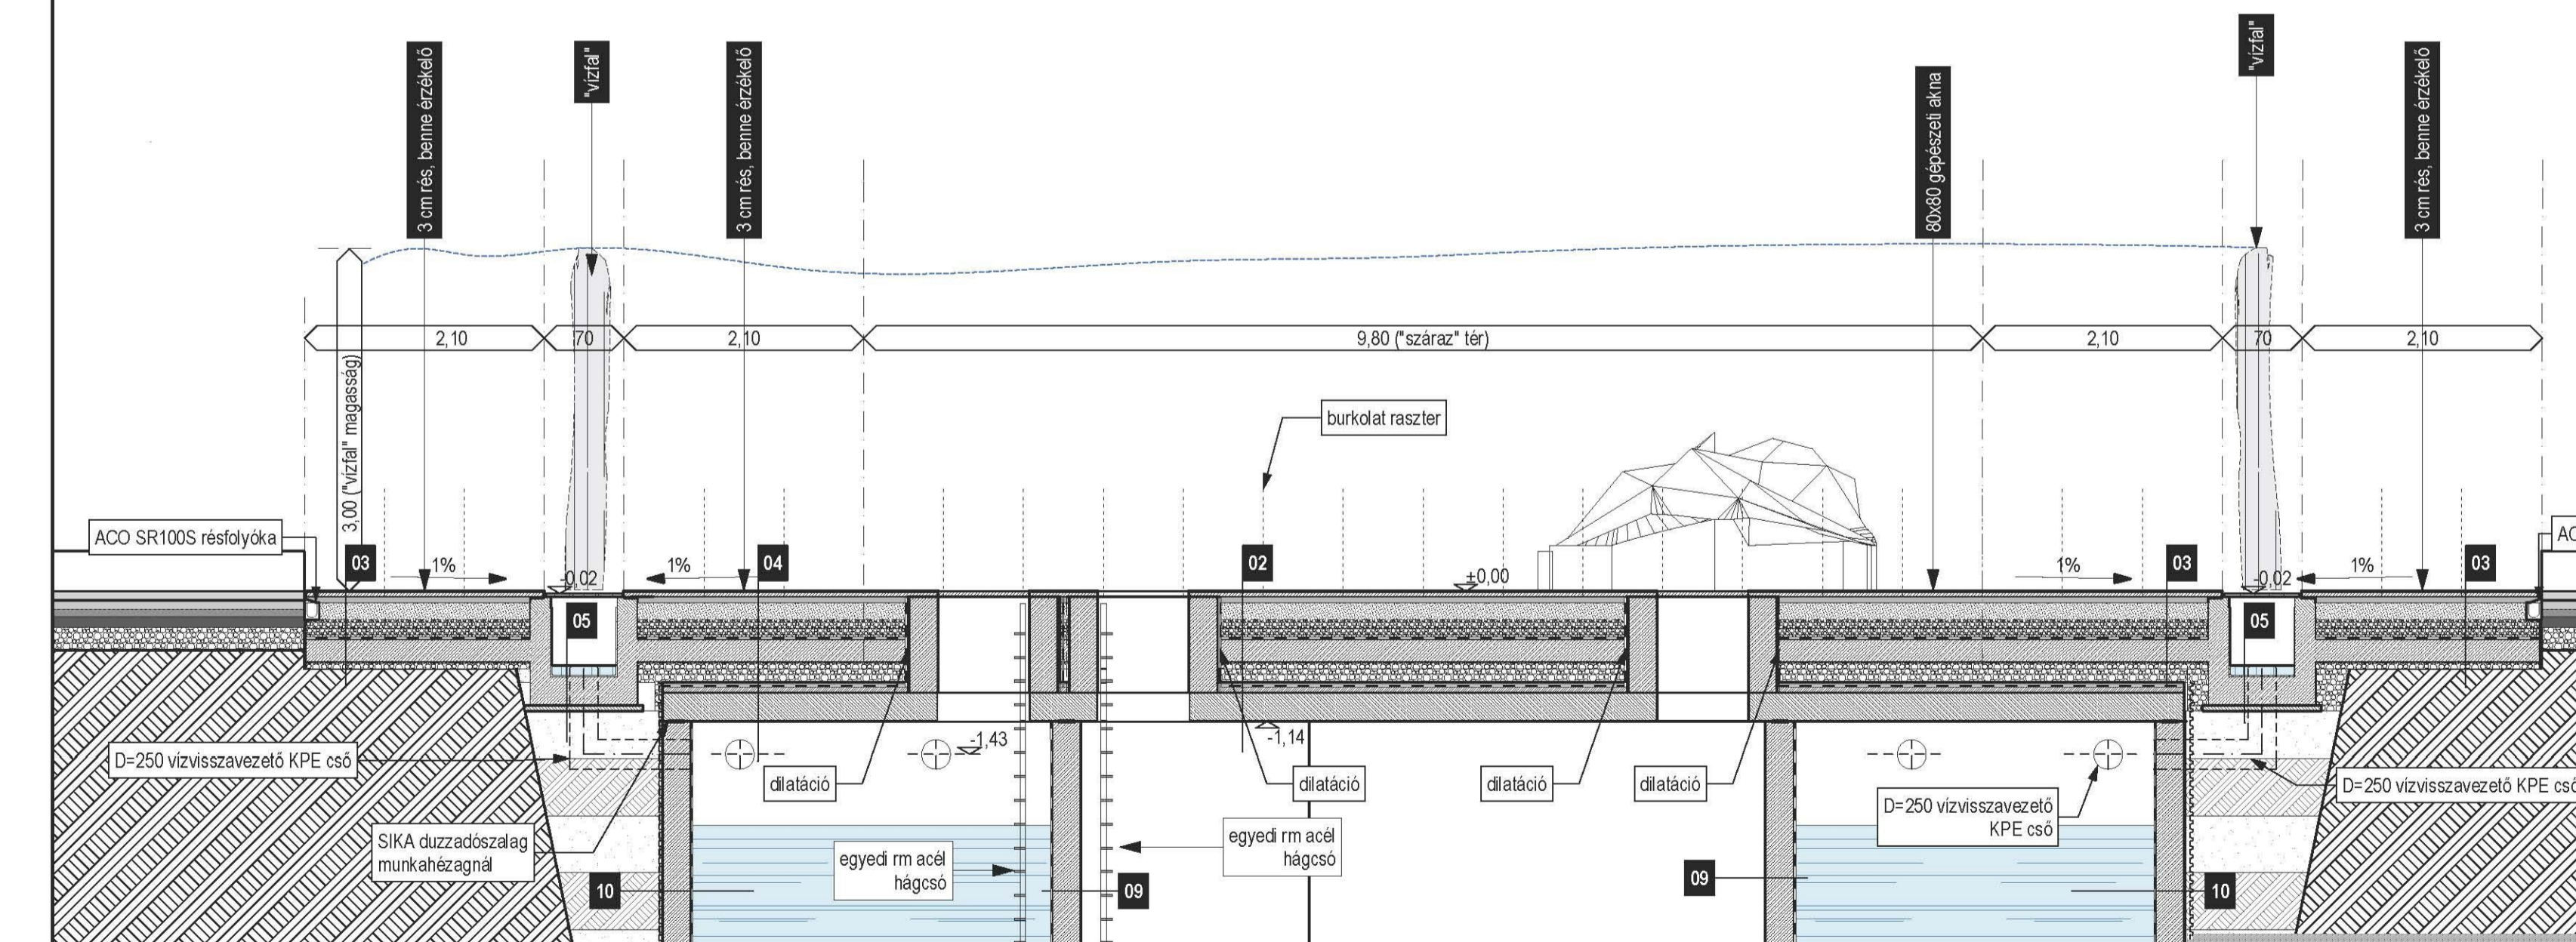 3 cm rés, benne érzékelő
"vízfal"
3 cm rés, benne érzékelő
80x80 gépészeti akna
"vízfal"
3 cm rés, benne érzékelő
2,10
70
2,10
9,80 ("száraz" tér)
2,10
70
2,10
3,00 ("vízfal" magasság)
burkolat raszter
ACO SR100S résfolyóka
AC
03
1%
-0,02
1%
04
02
±0,00
1%
03
-0,02
1%
03
05
05
-1,43
-1,14
D=250 vízvisszavezető KPE cső
dilatáció
dilatáció
dilatáció
dilatáció
D=250 vízvisszavezető
KPE cső
D=250 vízvisszavezető KPE cső
SIKA duzzadószalag
munkahézagnál
egyedi rm acél
hágcsó
egyedi rm acél
hágcsó
10
09
09
10